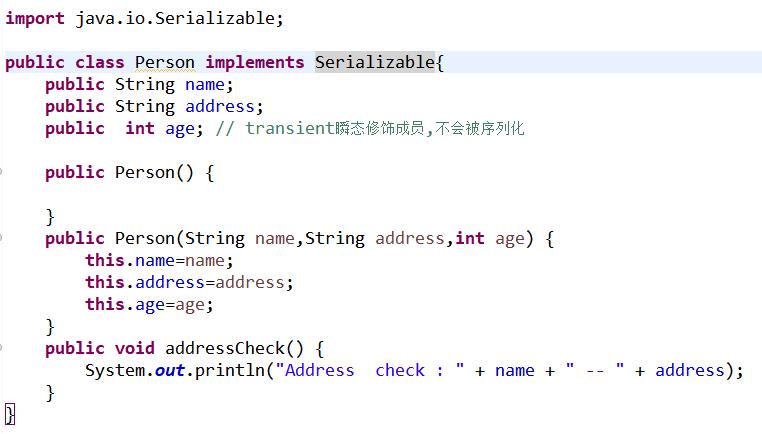 import java.io.Serializable;
public class Person implements Serializable{
public String name;
public String address;
public  int age; // transient瞬态修饰成员,不会被序列化
public Person() {
}
public Person(String name,String address,int age) {
this.name=name;
this.address=address;
this.age=age;
}
public void addressCheck() {
System.out.println("Address  check : " + name + " -- " + address);
}
}